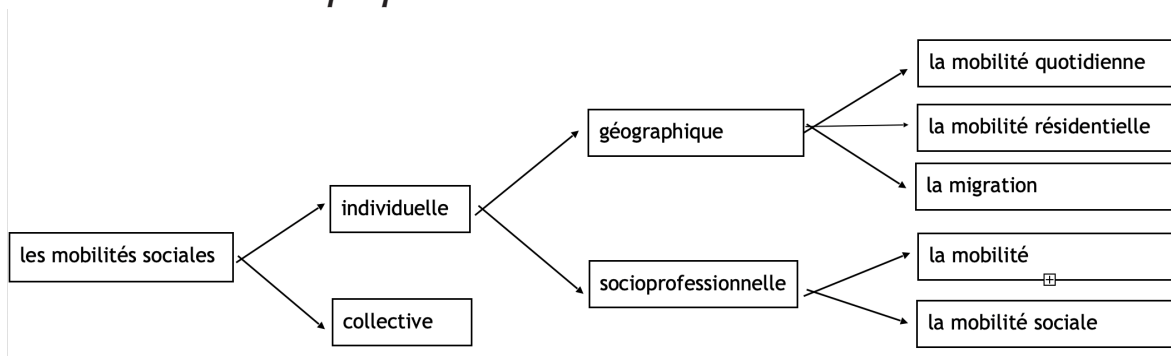 la mobilité quotidienne
géographique
la mobilité résidentielle
la migration
individuelle
les mobilités sociales
la mobilité
socioprofessionnelle
collective
la mobilité sociale